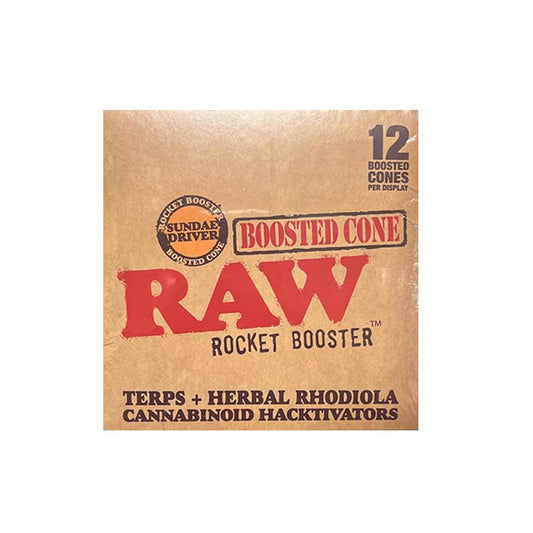 12
BOOSTED
CONES
PER DISPLAY
ROCKET BOOSTER
SUNDAE
DRIVER
BOOSTED CONE
BOOSTED CONE
RAW
ROCKET BOOSTER™
TERPS + HERBAL RHODIOLA
CANNABINOID HACKTIVATORS